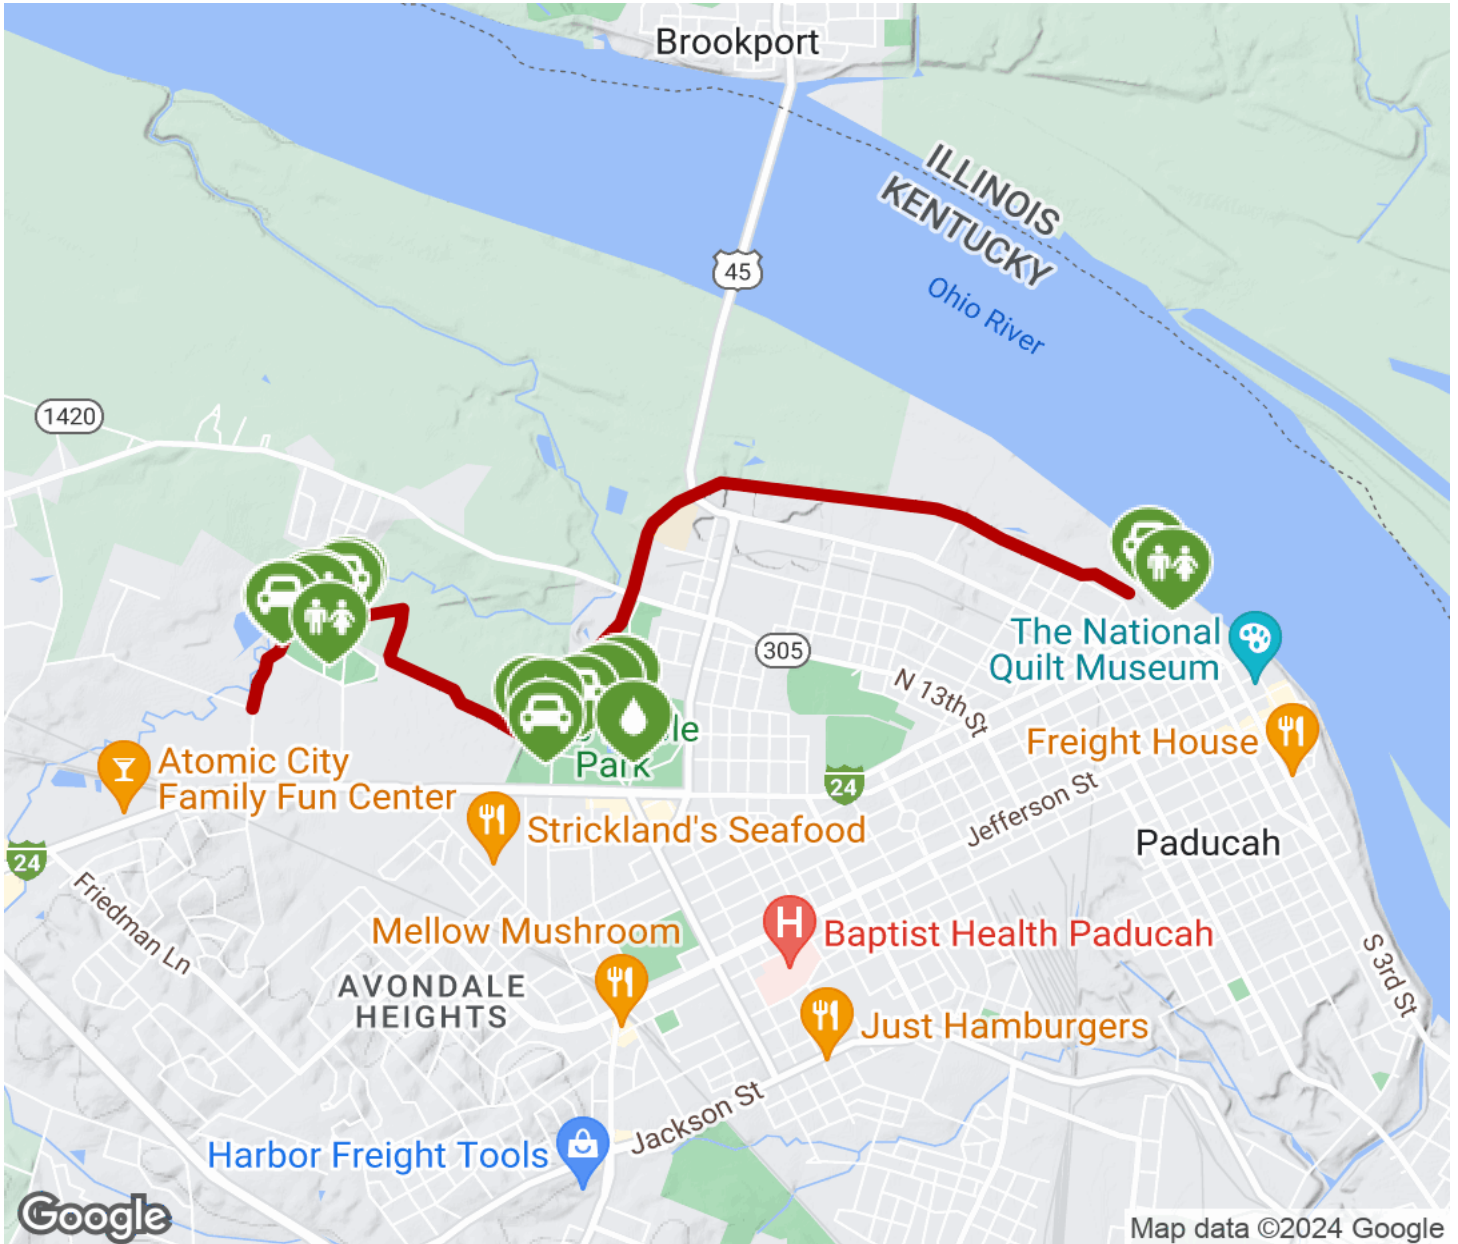 Brookport
ILLINOIS
KENTUCKY
45
Ohio River
1420
305
The National
Quilt Museum
N 13th St
le
Park
Freight House
Atomic City
Family Fun Center
24
Jefferson St
Strickland's Seafood
Paducah
24
Friedman Ln
Mellow Mushroom
H
Baptist Health Paducah
S 3rd St
AVONDALE
HEIGHTS
Just Hamburgers
Jackson St
Harbor Freight Tools
Google
Map data ©2024 Google